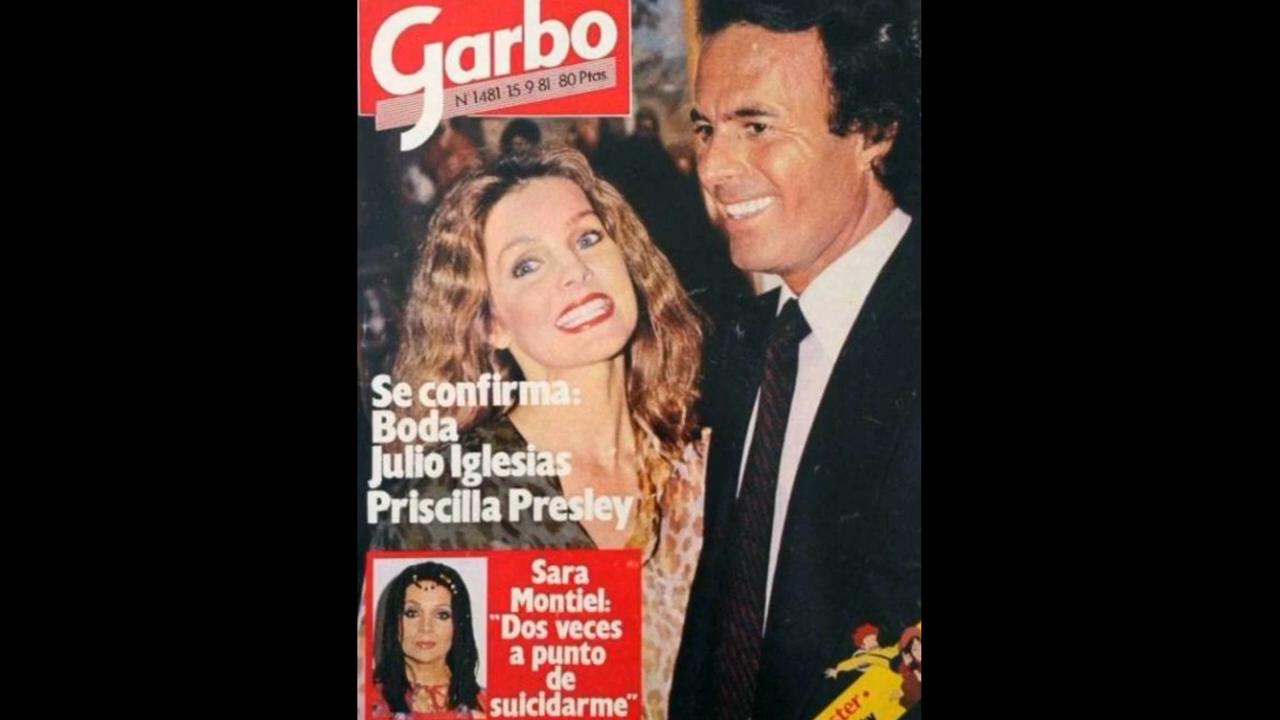 Garbo
N 1481 · 15 9 81 · 80 Ptas.
Se confirma:
Boda
Julio Iglesias
Priscilla Presley
Sara
Montiel:
"Dos veces
a punto
de
suicidarme"